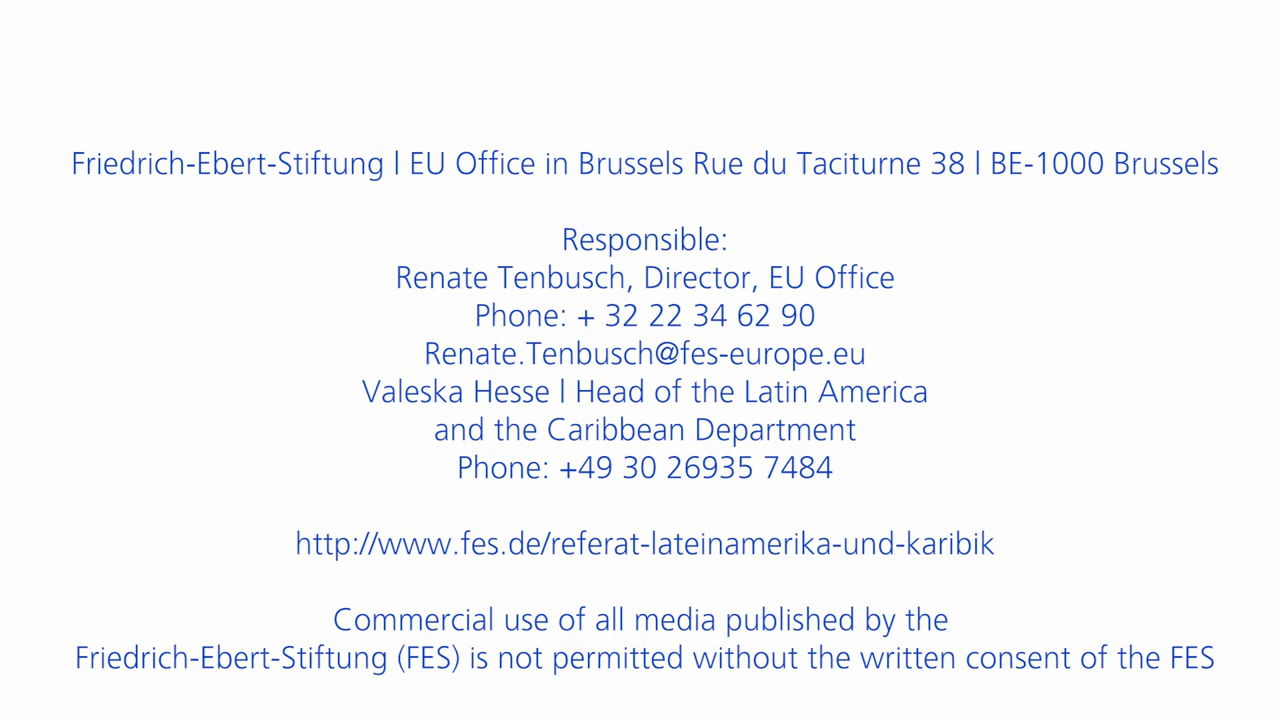 Friedrich-Ebert-Stiftung | EU Office in Brussels Rue du Taciturne 38 | BE-1000 Brussels
Responsible:
Renate Tenbusch, Director, EU Office
Phone: + 32 22 34 62 90
Renate.Tenbusch@fes-europe.eu
Valeska Hesse | Head of the Latin America
and the Caribbean Department
Phone: +49 30 26935 7484
http://www.fes.de/referat-lateinamerika-und-karibik
Commercial use of all media published by the
Friedrich-Ebert-Stiftung (FES) is not permitted without the written consent of the FES